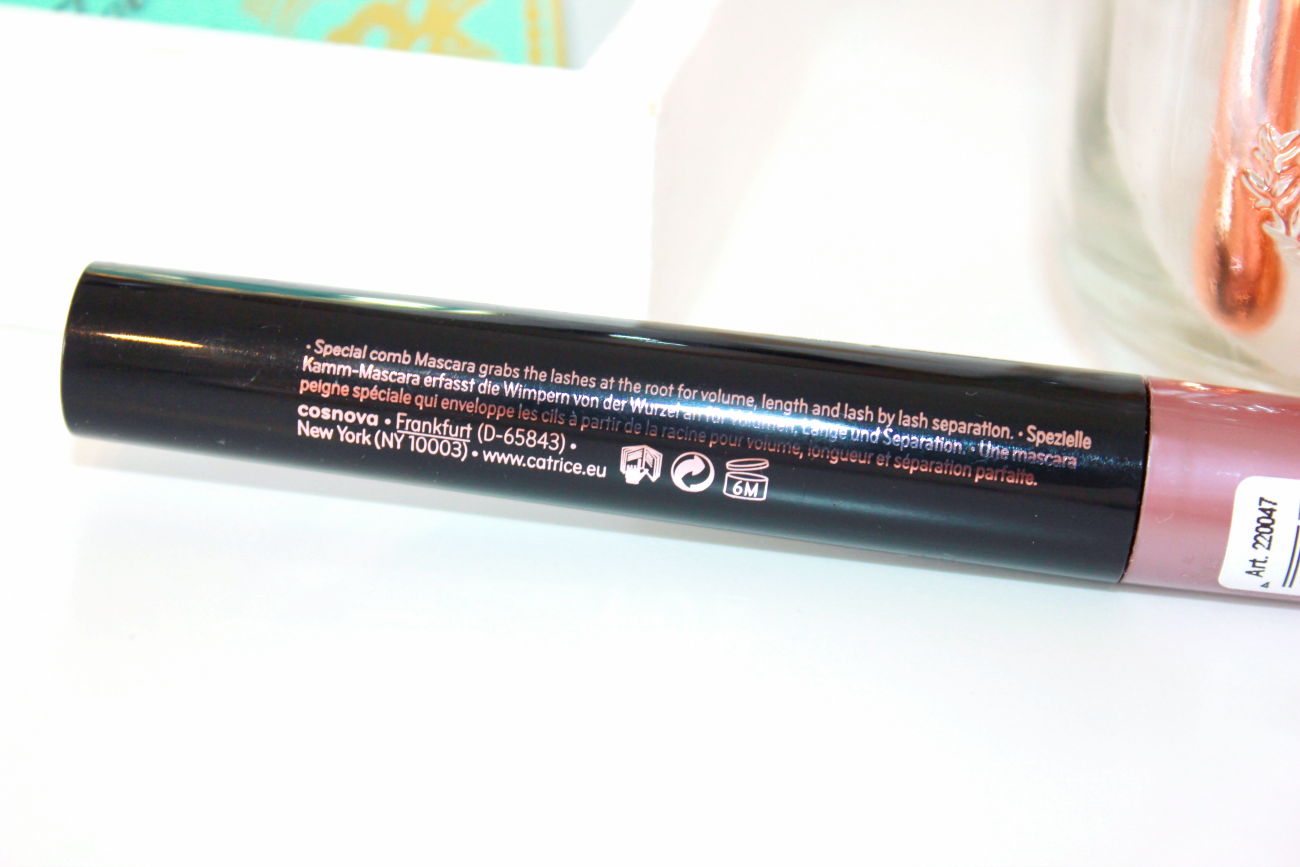 • Special comb Mascara grabs the lashes at the root for volume, length and lash by lash separation. • Spezielle
Kamm-Mascara erfasst die Wimpern von der Wurzel an für Volumen, Länge und Separation. • Une mascara
peigne spéciale qui enveloppe les cils à partir de la racine pour volume, longueur et séparation parfaite.
cosnova • Frankfurt (D-65843) •
New York (NY 10003) • www.catrice.eu
6M
Art. 220047